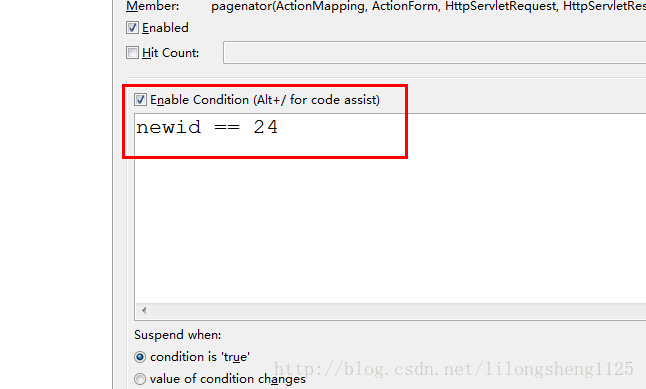 Member: pagenator(ActionMapping, ActionForm, HttpServletRequest, HttpServletRes
Enabled
Hit Count:
Enable Condition (Alt+/ for code assist)
newid == 24
Suspend when:
condition is 'true'
http://blog.csdn.net/lilongsheng1125
value of condition changes